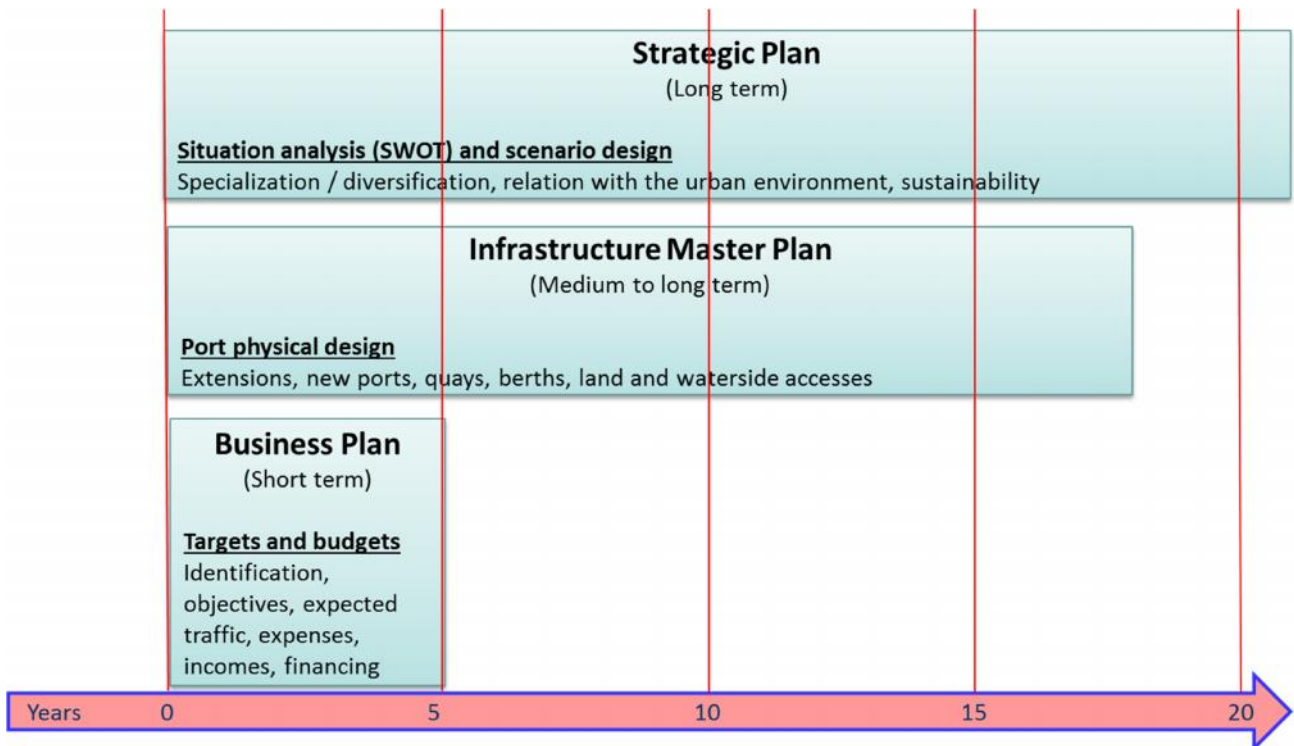 Strategic Plan
(Long term)
Situation analysis (SWOT) and scenario design
Specialization / diversification, relation with the urban environment, sustainability
Infrastructure Master Plan
(Medium to long term)
Port physical design
Extensions, new ports, quays, berths, land and waterside accesses
Business Plan
(Short term)
Targets and budgets
Identification,
objectives, expected
traffic, expenses,
incomes, financing
Years 0 5 10 15 20